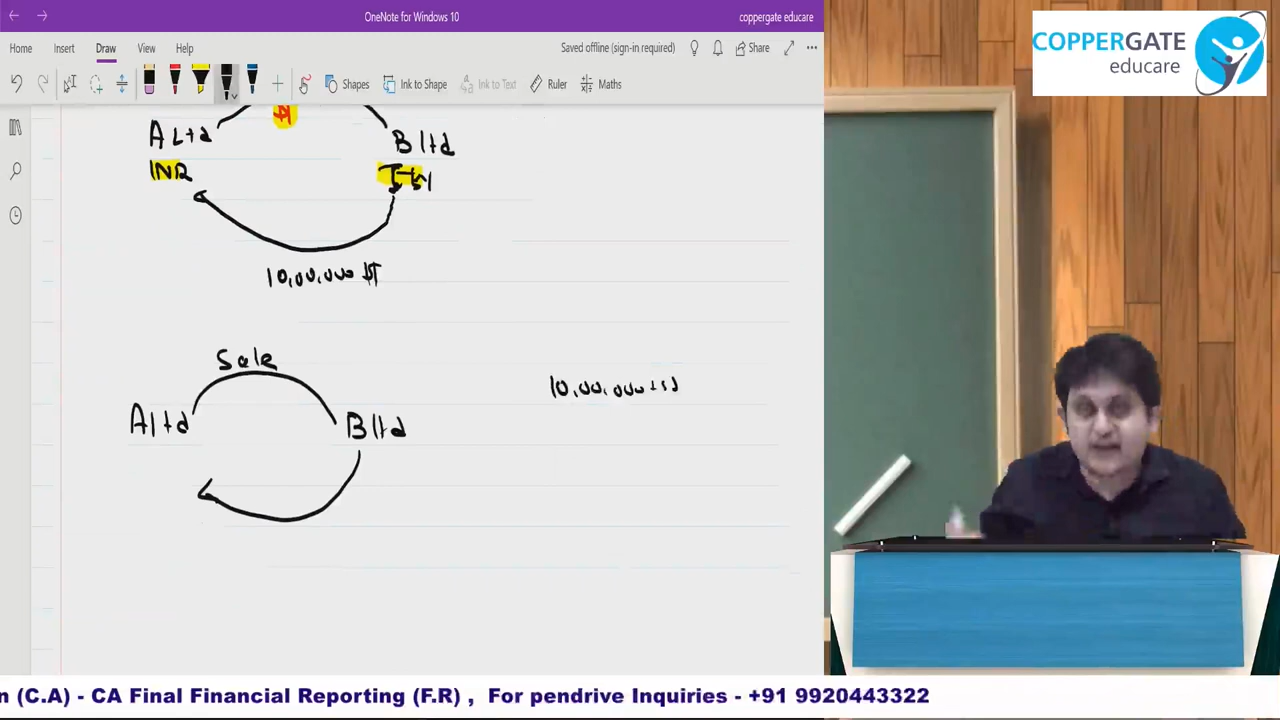 OneNote for Windows 10
coppergate educare
Home Insert Draw View Help
Saved offline (sign-in required)
Share
Shapes
Ink to Shape
Ink to Text
Ruler
Maths
COPPERGATE
educare
A Ltd
B Ltd
INR
10,00,000
Sale
A Ltd
B Ltd
10,00,000
n (C.A) - CA Final Financial Reporting (F.R) , For pendrive Inquiries - +91 9920443322